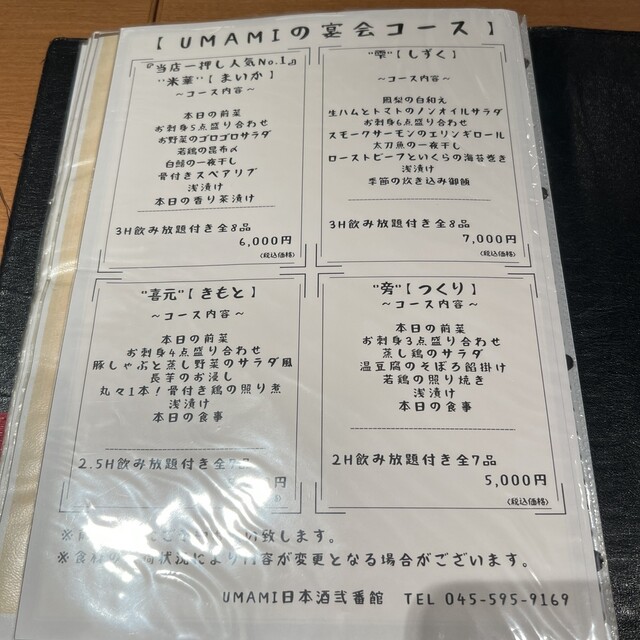 【 UMAMIの宴会コース 】
『当店一押し人気No.1』
"米華"【まいか】
〜コース内容〜
本日の前菜
お刺身5点盛り合わせ
お野菜のゴロゴロサラダ
若鶏の昆布〆
白鱚の一夜干し
骨付きスペアリブ
浅漬け
本日の香り茶漬け
3H飲み放題付き全8品
6,000円
(税込価格)
"雫"【しずく】
〜コース内容〜
鳳梨の白和え
生ハムとトマトのノンオイルサラダ
お刺身6点盛り合わせ
スモークサーモンのエリンギロール
太刀魚の一夜干し
ローストビーフといくらの海苔巻き
浅漬け
季節の炊き込み御飯
3H飲み放題付き全8品
7,000円
(税込価格)
"喜元"【きもと】
〜コース内容〜
本日の前菜
お刺身4点盛り合わせ
豚しゃぶと蒸し野菜のサラダ風
長芋のお浸し
丸々1本!骨付き鶏の照り煮
浅漬け
本日の食事
2.5H飲み放題付き全 品
円
"旁"【つくり】
〜コース内容〜
本日の前菜
お刺身3点盛り合わせ
蒸し鶏のサラダ
温豆腐のそぼろ餡掛け
若鶏の照り焼き
浅漬け
本日の食事
2H飲み放題付き全7品
5,000円
(税込価格)
※ い致します。
※食材の 状況により内容が変更となる場合がございます。
UMAMI日本酒弐番館 TEL 045-595-9169